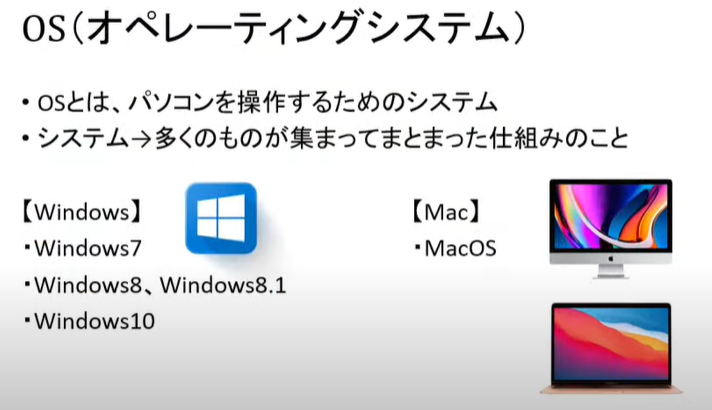 OS（オペレーティングシステム）
• OSとは、パソコンを操作するためのシステム
• システム→多くのものが集まってまとまった仕組みのこと
【Windows】
・Windows7
・Windows8、Windows8.1
・Windows10
【Mac】
・MacOS